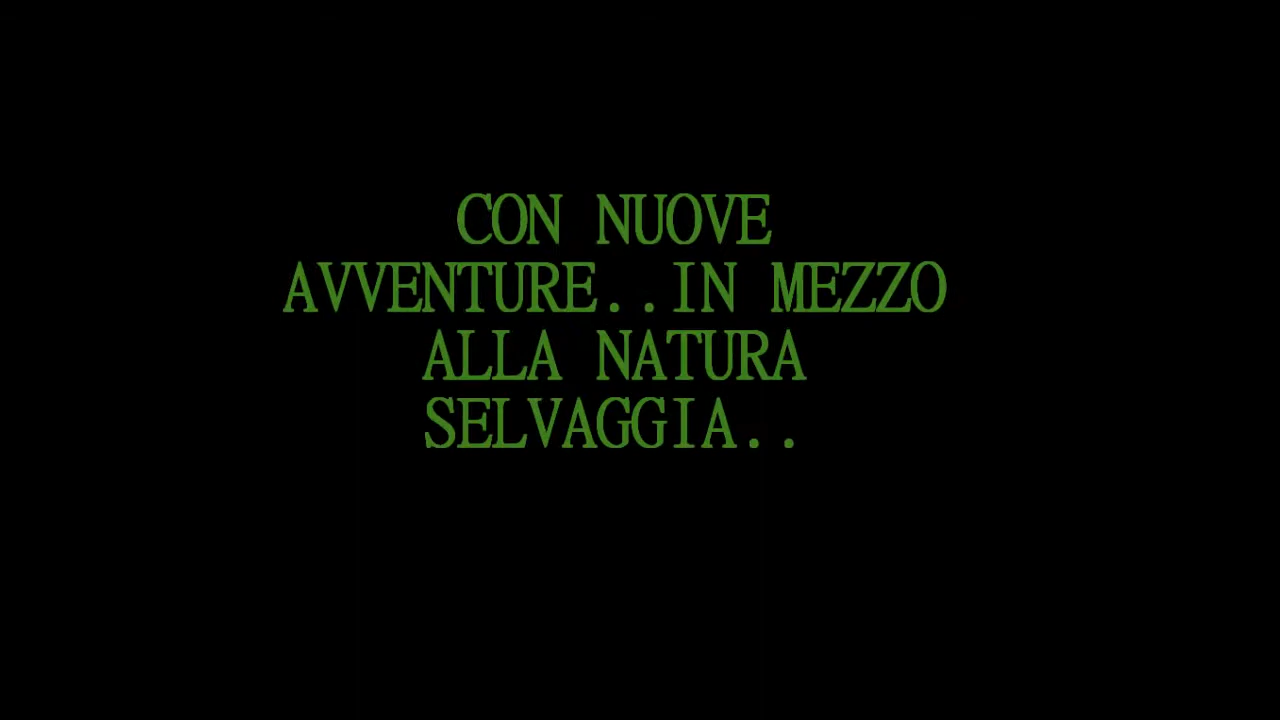 CON NUOVE
AVVENTURE..IN MEZZO
ALLA NATURA
SELVAGGIA..